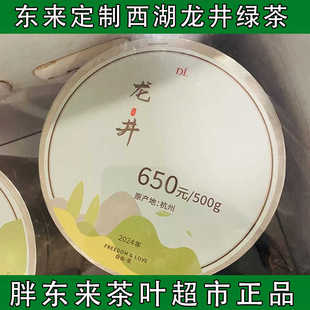 东来定制西湖龙井绿茶
DL
龙井
650元/500g
原产地:杭州
2024年
FREEDOM & LOVE
胖东来茶叶超市正品